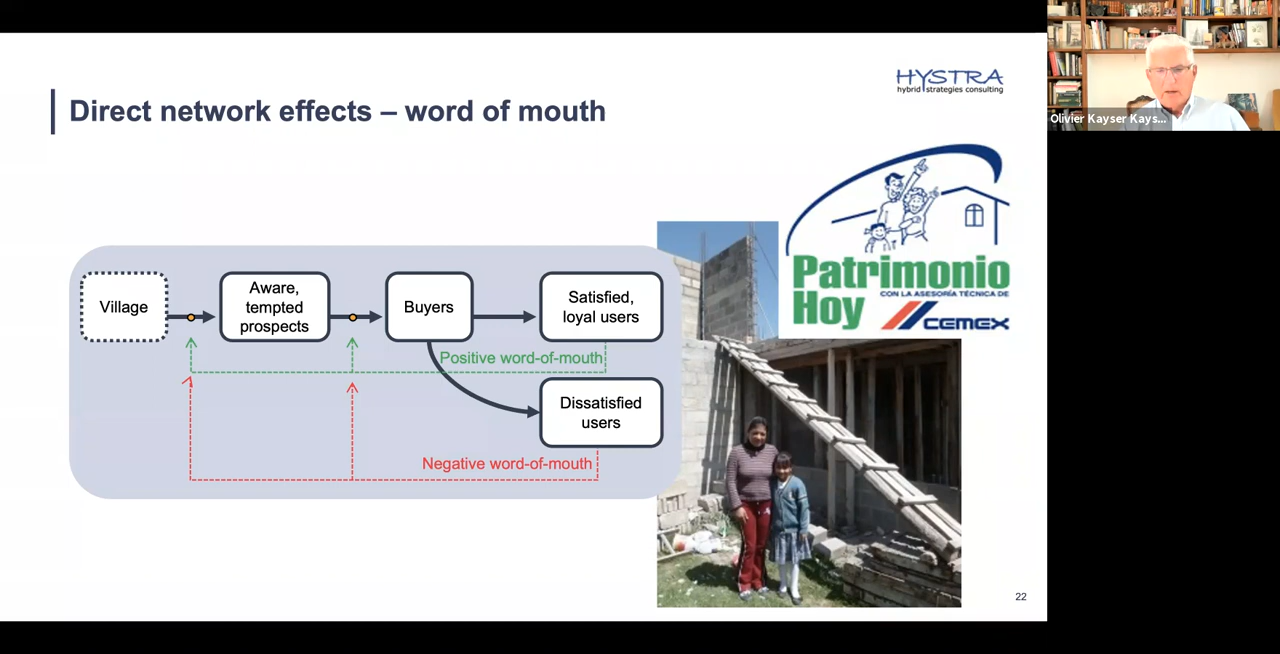 HYSTRA
hybrid strategies consulting
Direct network effects – word of mouth
Olivier Kayser Kays...
Patrimonio
Hoy
CON LA ASESORÍA TÉCNICA DE
CEMEX
Village
Aware,
tempted
prospects
Buyers
Satisfied,
loyal users
Positive word-of-mouth
Dissatisfied
users
Negative word-of-mouth
22